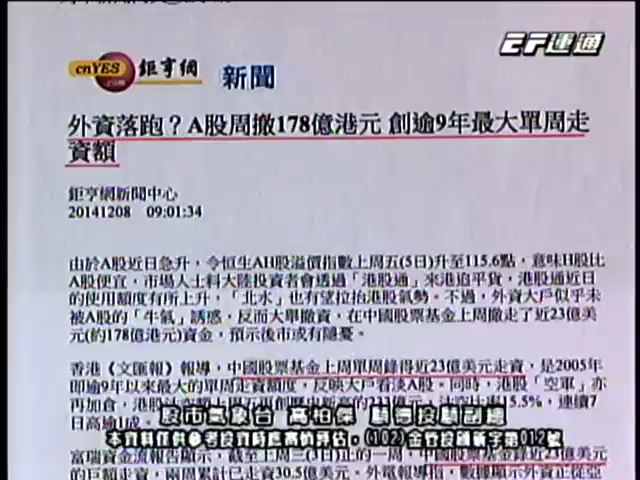 EF運通
cnYES 鉅亨網 新聞
外資落跑？A股周撤178億港元 創逾9年最大單周走
資額
鉅亨網新聞中心
20141208 09:01:34
由於A股近日急升，令恒生AH股溢價指數上周五(5日)升至115.6點，意味H股比
A股便宜，市場人士料大陸投資者會透過「港股通」來港追平貨，港股通近日
的使用額度有所上升，「北水」也有望拉抬港股氣勢。不過，外資大戶似乎未
被A股的「牛氣」誘惑，反而大舉撤資，在中國股票基金上周撤走了近23億美
元(約178億港元)資金，預示後市或有隱憂。
香港《文匯報》報導，中國股票基金上周單周錄得近23億美元走資，是2005年
即逾9年以來最大的單周走資額度，反映大戶看淡A股。同時，港股「空軍」亦
再加倉，港股 5.5%，連續7
日高逾1成。
股市氣象台 高柏傑
本資料僅供參考投資時應審慎評估。(102)金管投顧新字第012號
富瑞資金流報告顯示，截至上周三(3日)止的一周，中國股票基金錄近23億美元
的巨額走資，兩周累計已走資30.5億美元。外電報導指，數據顯示外資正從亞